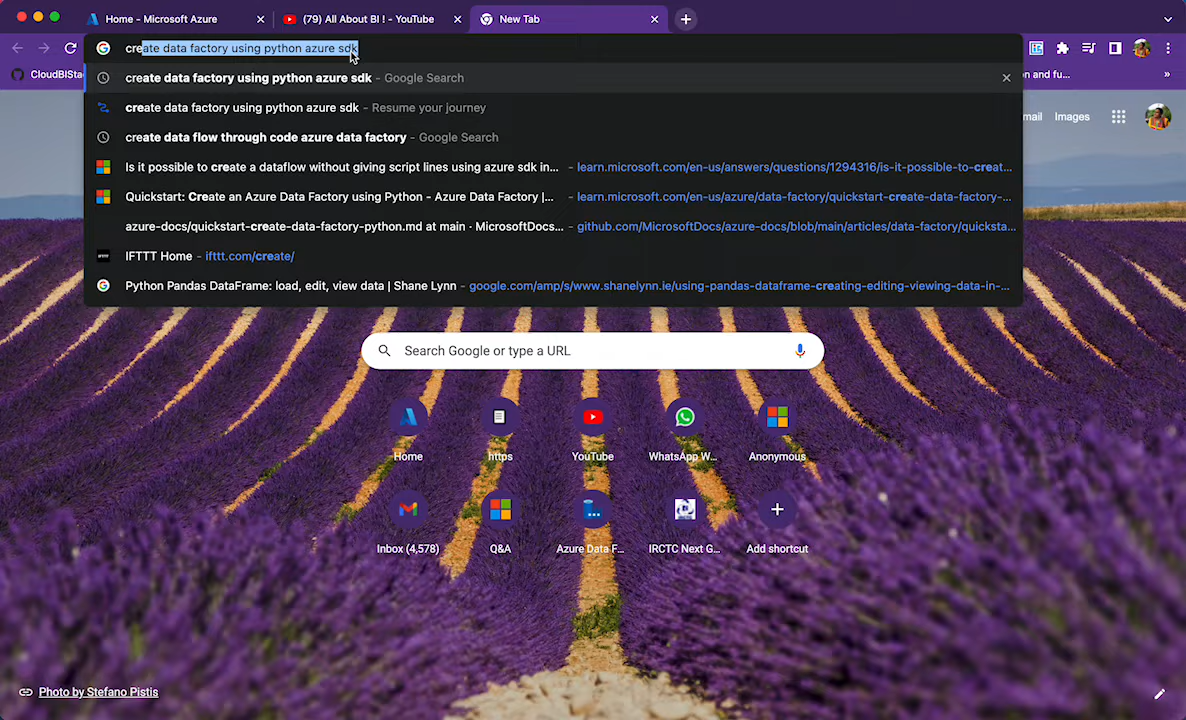 Home - Microsoft Azure
(79) All About BI ! - YouTube
New Tab
create data factory using python azure sdk
CloudBISta
on and fu...
»
create data factory using python azure sdk - Google Search
create data factory using python azure sdk - Resume your journey
create data flow through code azure data factory - Google Search
Is it possible to create a dataflow without giving script lines using azure sdk in... - learn.microsoft.com/en-us/answers/questions/1294316/is-it-possible-to-creat...
Quickstart: Create an Azure Data Factory using Python - Azure Data Factory |... - learn.microsoft.com/en-us/azure/data-factory/quickstart-create-data-factory-...
azure-docs/quickstart-create-data-factory-python.md at main · MicrosoftDocs... - github.com/MicrosoftDocs/azure-docs/blob/main/articles/data-factory/quicksta...
IFTTT Home - ifttt.com/create/
Python Pandas DataFrame: load, edit, view data | Shane Lynn - google.com/amp/s/www.shanelynn.ie/using-pandas-dataframe-creating-editing-viewing-data-in-...
mail Images
Search Google or type a URL
Home
https
YouTube
WhatsApp W...
Anonymous
Inbox (4,578)
Q&A
Azure Data F...
IRCTC Next G...
Add shortcut
Photo by Stefano Pistis